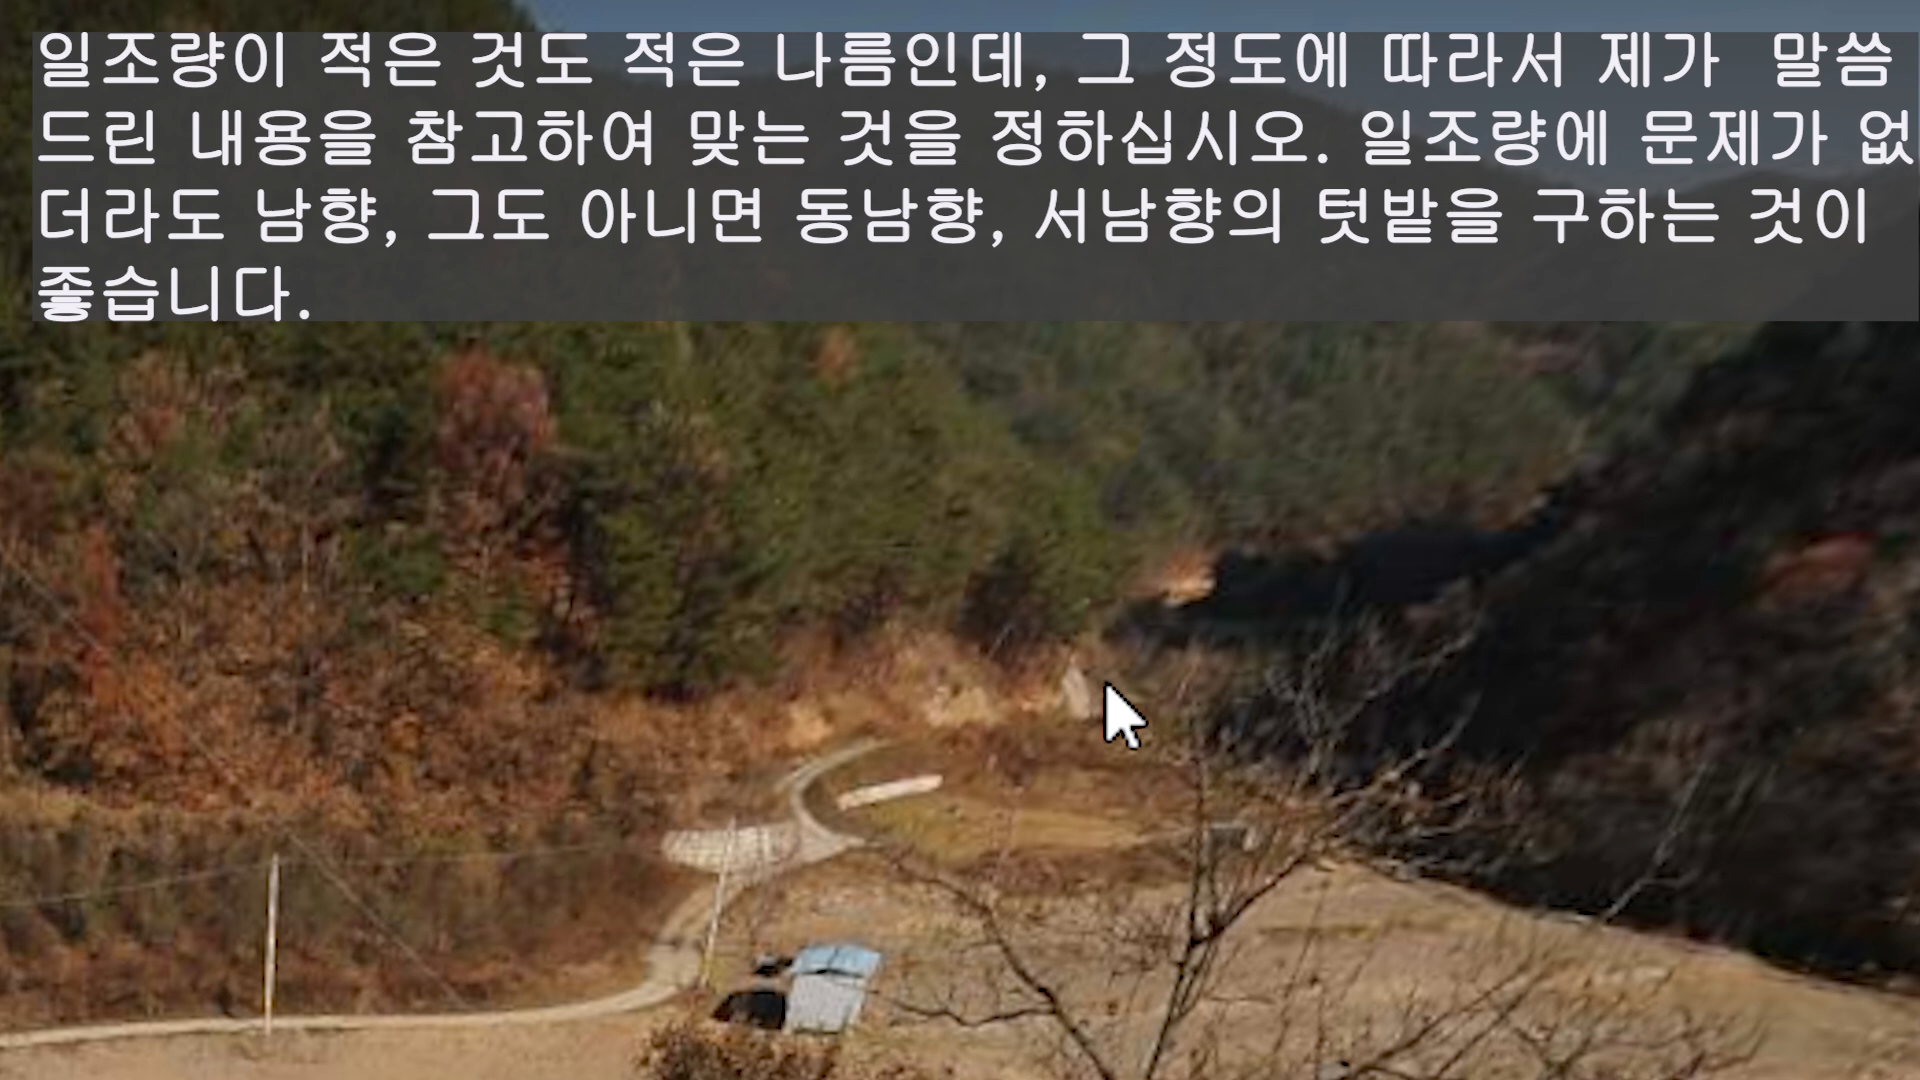 일조량이 적은 것도 적은 나름인데, 그 정도에 따라서 제가 말씀
드린 내용을 참고하여 맞는 것을 정하십시오. 일조량에 문제가 없
더라도 남향, 그도 아니면 동남향, 서남향의 텃밭을 구하는 것이
좋습니다.